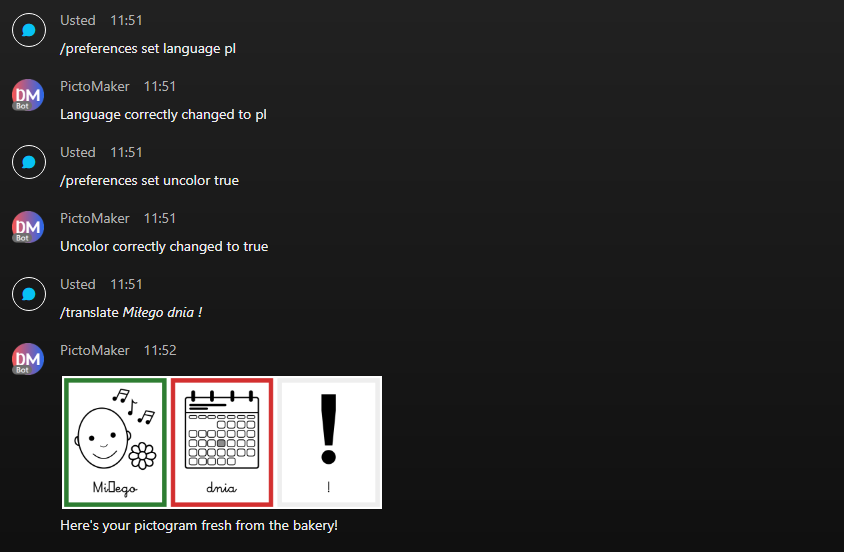 Usted 11:51
/preferences set language pl
DM
Bot
PictoMaker 11:51
Language correctly changed to pl
Usted 11:51
/preferences set uncolor true
DM
Bot
PictoMaker 11:51
Uncolor correctly changed to true
Usted 11:51
/translate Miłego dnia !
DM
Bot
PictoMaker 11:52
Mi▯ego dnia !
Here's your pictogram fresh from the bakery!